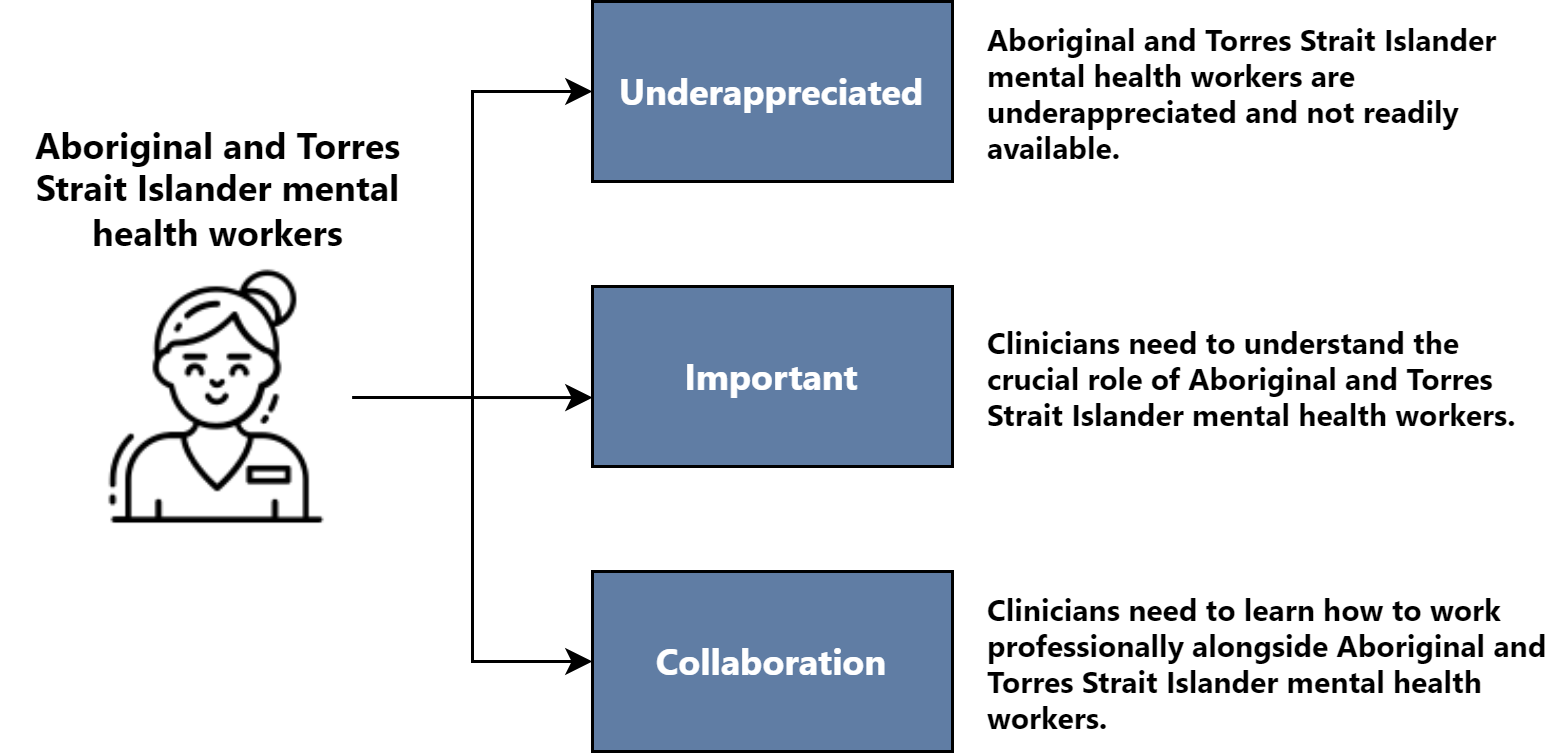 Aboriginal and Torres
Strait Islander mental
health workers
Underappreciated
Aboriginal and Torres Strait Islander
mental health workers are
underappreciated and not readily
available.
Important
Clinicians need to understand the
crucial role of Aboriginal and Torres
Strait Islander mental health workers.
Collaboration
Clinicians need to learn how to work
professionally alongside Aboriginal and
Torres Strait Islander mental health
workers.